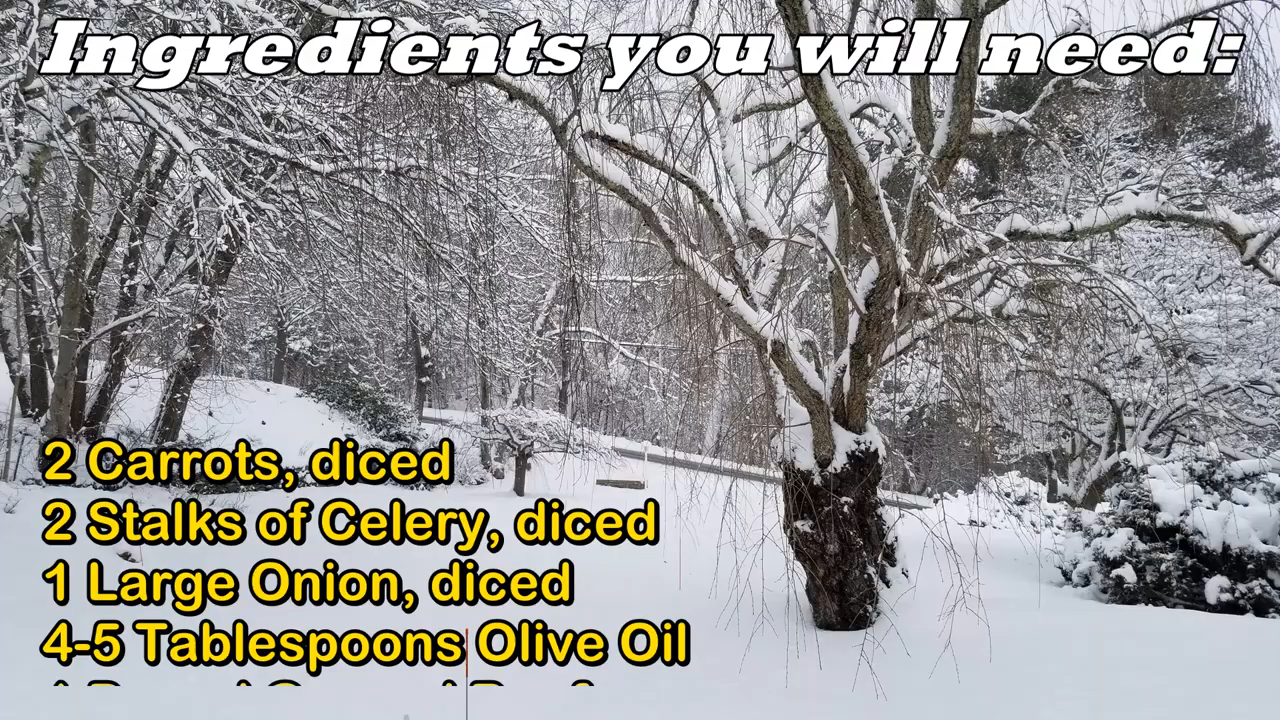 Ingredients you will need:
2 Carrots, diced
2 Stalks of Celery, diced
1 Large Onion, diced
4-5 Tablespoons Olive Oil